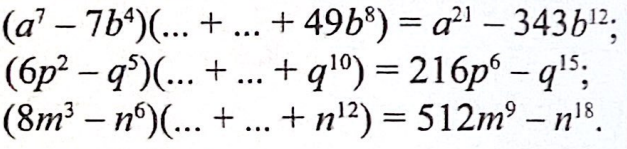 (a⁷ – 7b⁴)(... + ... + 49b⁸) = a²¹ – 343b¹²;
(6p² – q⁵)(... + ... + q¹⁰) = 216p⁶ – q¹⁵;
(8m³ – n⁶)(... + ... + n¹²) = 512m⁹ – n¹⁸.